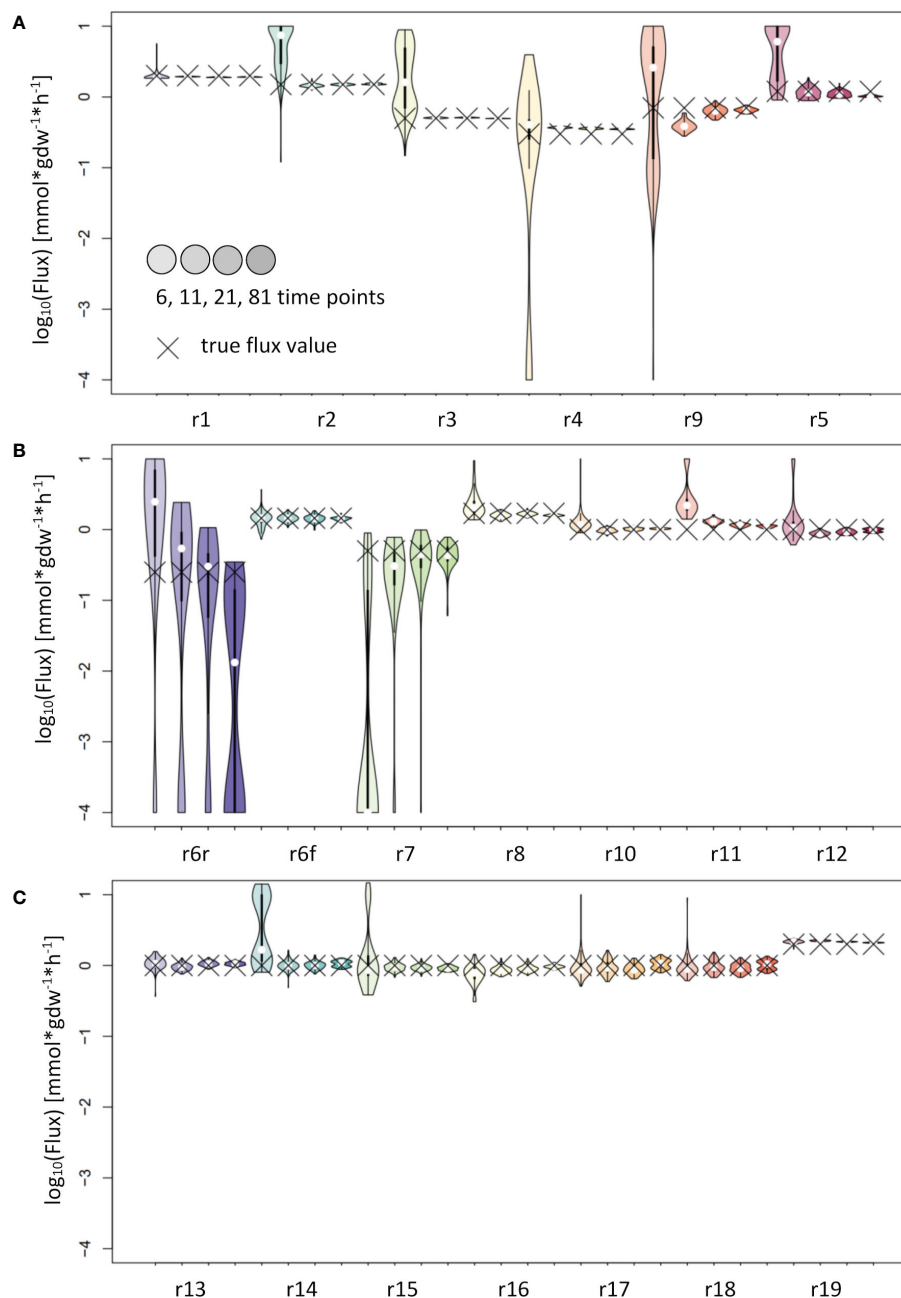 A
log10(Flux) [mmol*gdw-1*h-1]
1
0
-1
-2
-3
-4
6, 11, 21, 81 time points
true flux value
r1 r2 r3 r4 r9 r5
B
log10(Flux) [mmol*gdw-1*h-1]
1
0
-1
-2
-3
-4
r6r r6f r7 r8 r10 r11 r12
C
log10(Flux) [mmol*gdw-1*h-1]
1
0
-1
-2
-3
-4
r13 r14 r15 r16 r17 r18 r19